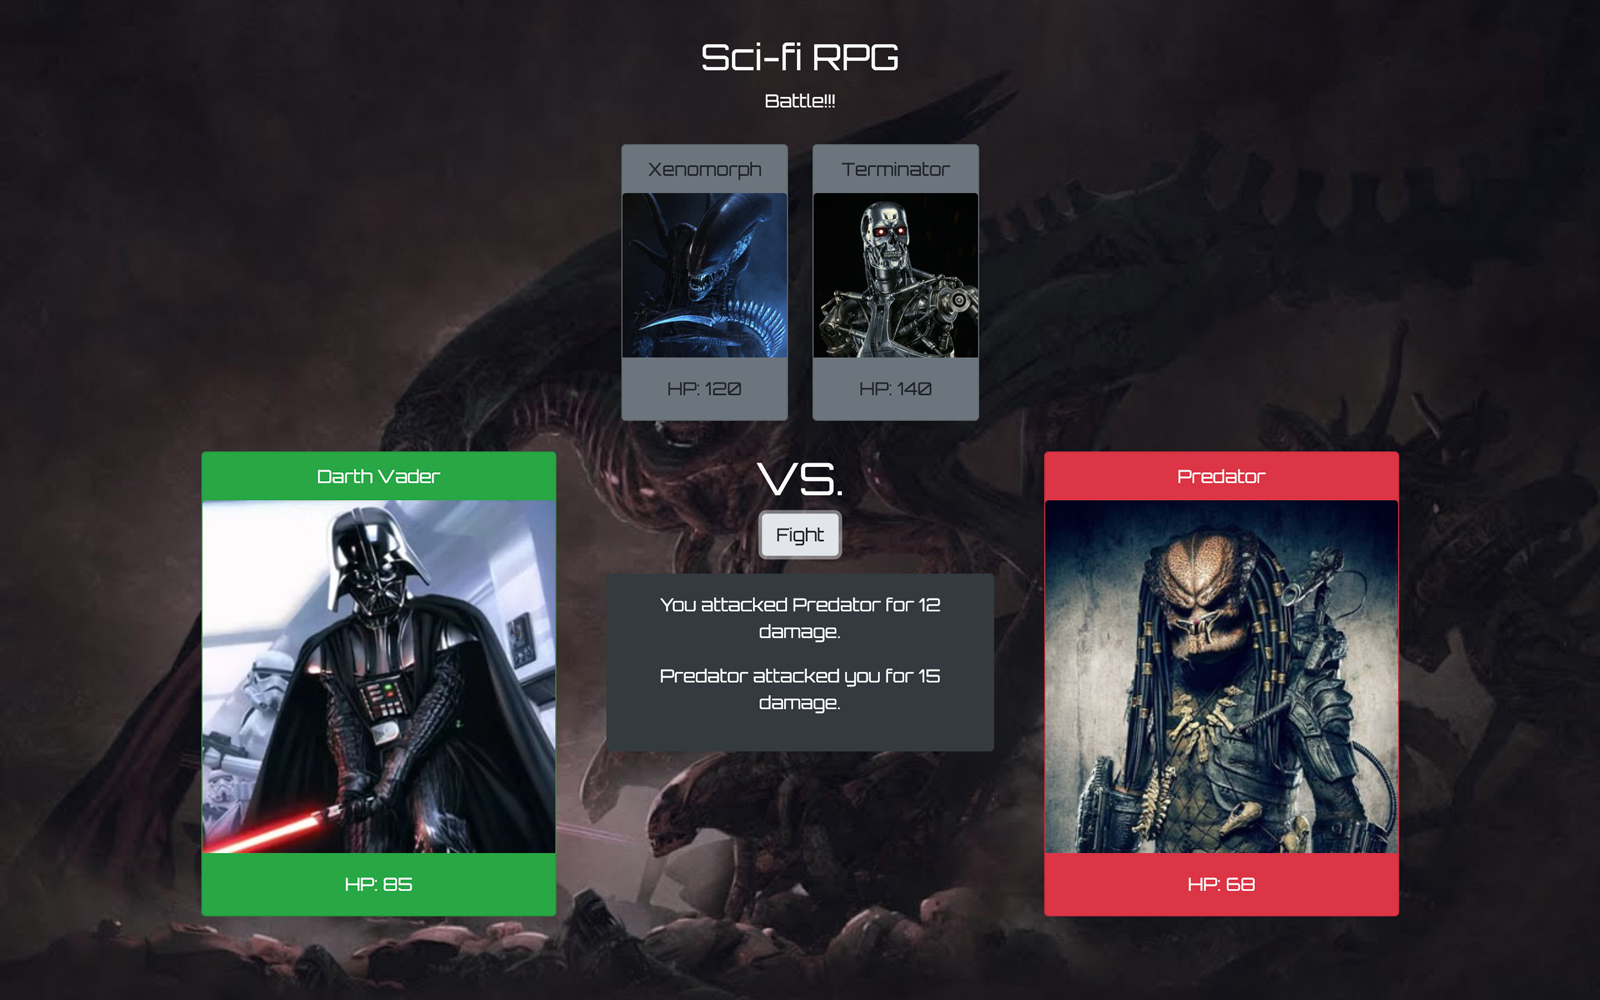 Sci-fi RPG
Battle!!!
Xenomorph
Terminator
HP: 120
HP: 140
Darth Vader
VS.
Predator
Fight
You attacked Predator for 12
damage.
Predator attacked you for 15
damage.
HP: 85
HP: 68